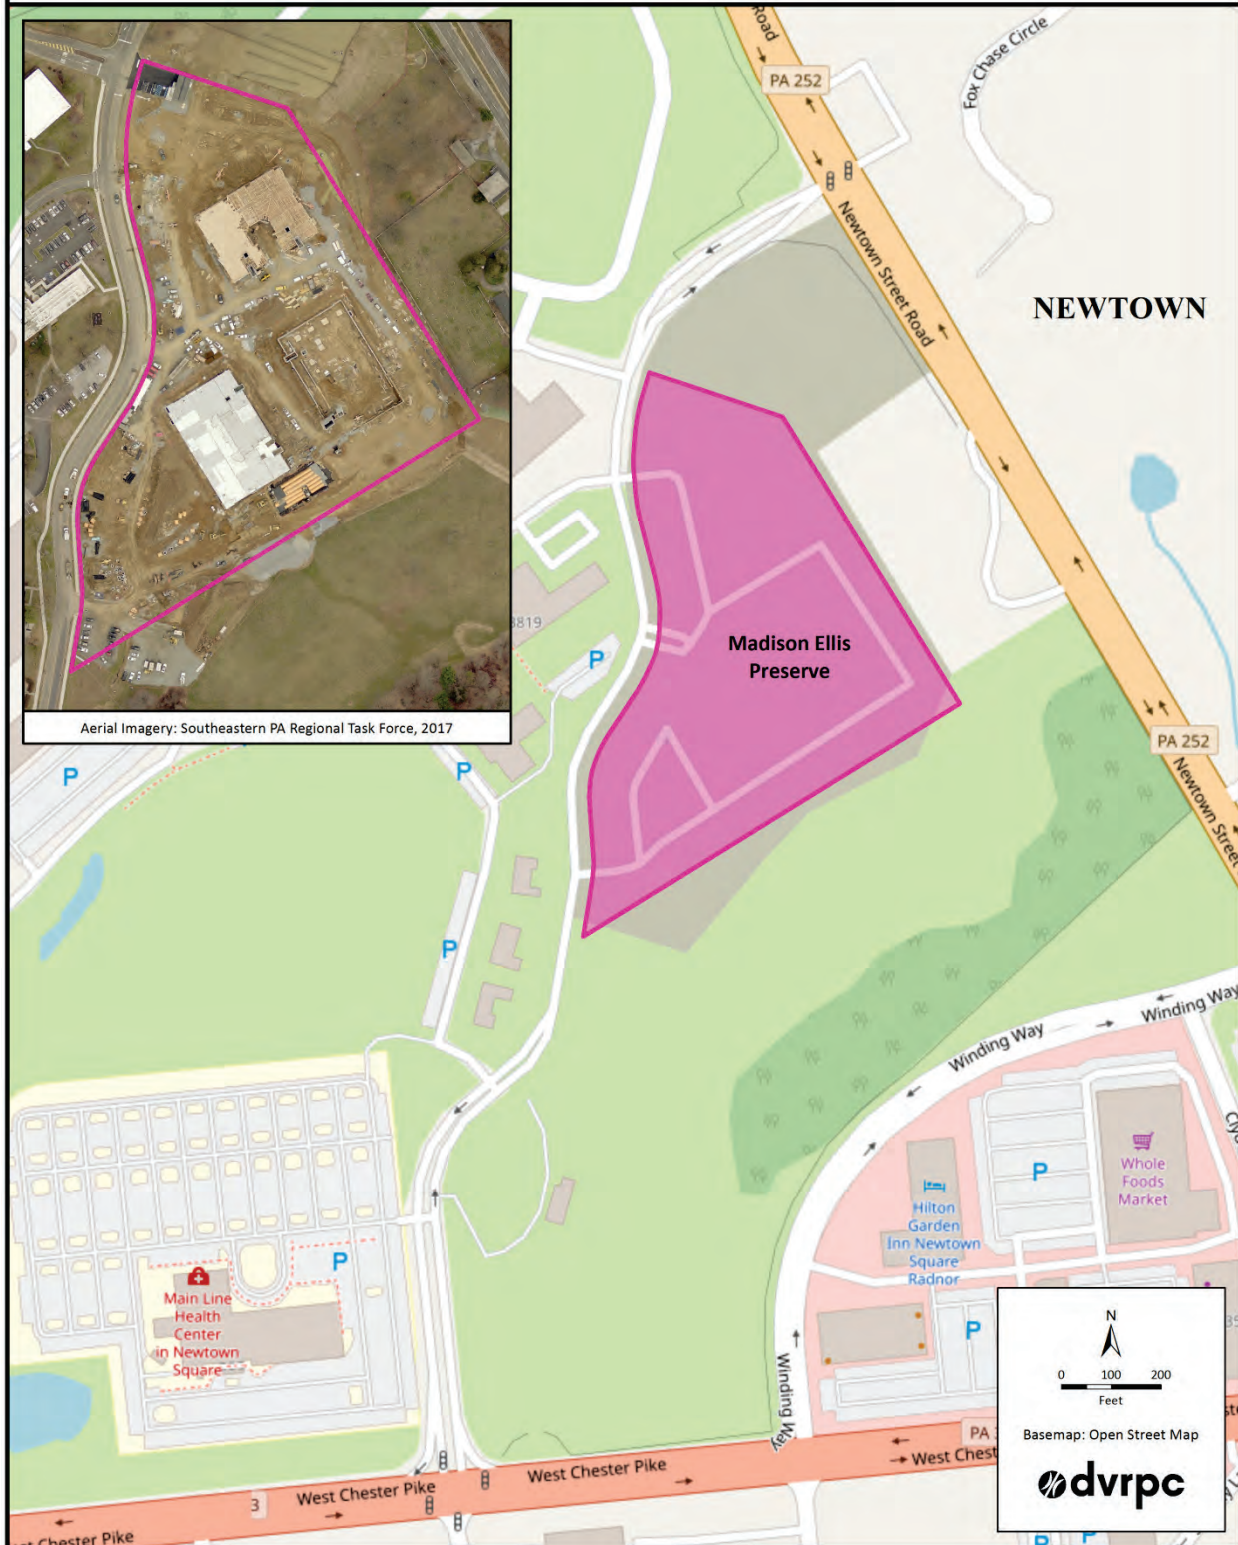 Road
PA 252
Fox Chase Circle
Newtown Street Road
NEWTOWN
3819
P
Madison Ellis
Preserve
Aerial Imagery: Southeastern PA Regional Task Force, 2017
P
P
PA 252
Newtown Street
P
Winding Way
Winding Way
P
Whole
Foods
Market
Hilton
Garden
Inn Newtown
Square
Radnor
P
Main Line
Health
Center
in Newtown
Square
P
Winding Way
N
0 100 200
Feet
Basemap: Open Street Map
dvrpc
PA
West Chester Pike
West Chester Pike
3
Chester Pike
P
P